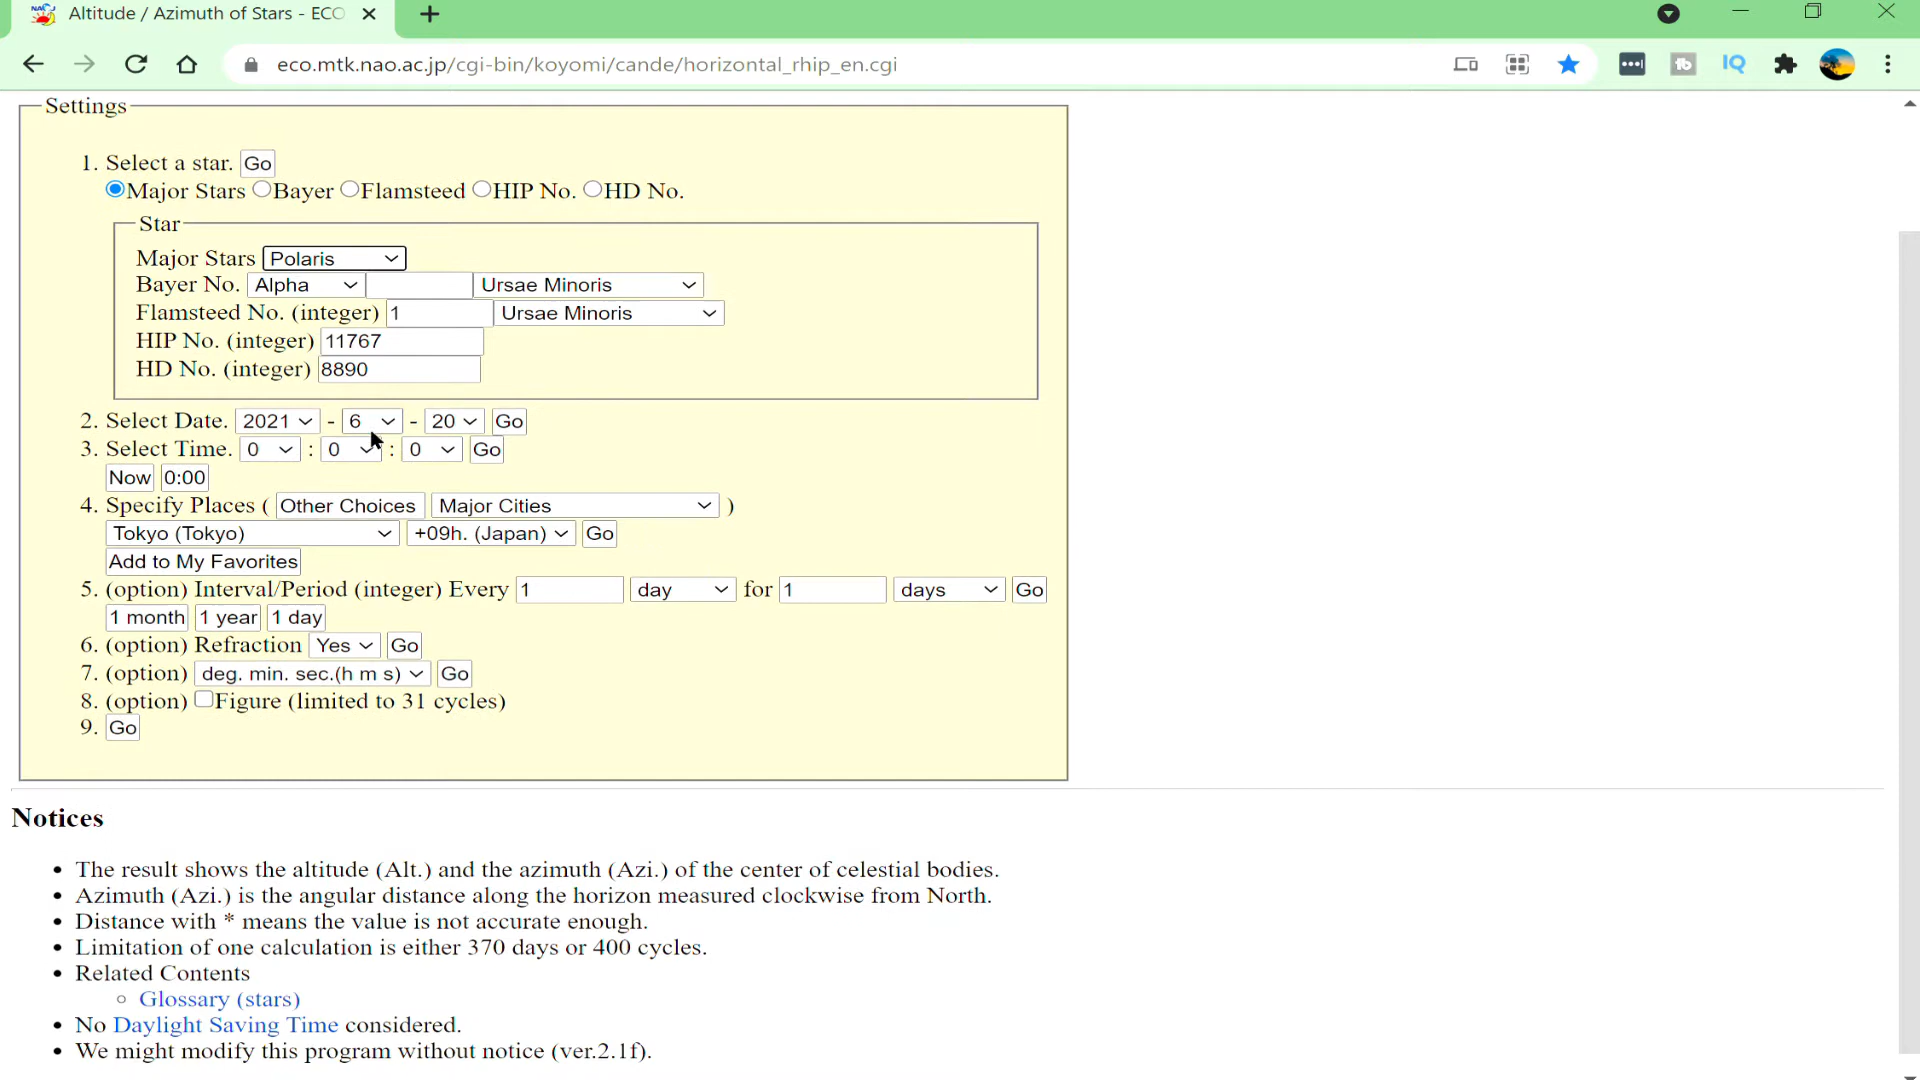 Altitude / Azimuth of Stars - ECO
eco.mtk.nao.ac.jp/cgi-bin/koyomi/cande/horizontal_rhip_en.cgi
Settings
1. Select a star. Go
Major Stars Bayer Flamsteed HIP No. HD No.
Star
Major Stars Polaris
Bayer No. Alpha Ursae Minoris
Flamsteed No. (integer) 1 Ursae Minoris
HIP No. (integer) 11767
HD No. (integer) 8890
2. Select Date. 2021 - 6 - 20 Go
3. Select Time. 0 : 0 : 0 Go
Now 0:00
4. Specify Places ( Other Choices Major Cities )
Tokyo (Tokyo) +09h. (Japan) Go
Add to My Favorites
5. (option) Interval/Period (integer) Every 1 day for 1 days Go
1 month 1 year 1 day
6. (option) Refraction Yes Go
7. (option) deg. min. sec.(h m s) Go
8. (option) Figure (limited to 31 cycles)
9. Go
Notices
• The result shows the altitude (Alt.) and the azimuth (Azi.) of the center of celestial bodies.
• Azimuth (Azi.) is the angular distance along the horizon measured clockwise from North.
• Distance with * means the value is not accurate enough.
• Limitation of one calculation is either 370 days or 400 cycles.
• Related Contents
○ Glossary (stars)
• No Daylight Saving Time considered.
• We might modify this program without notice (ver.2.1f).